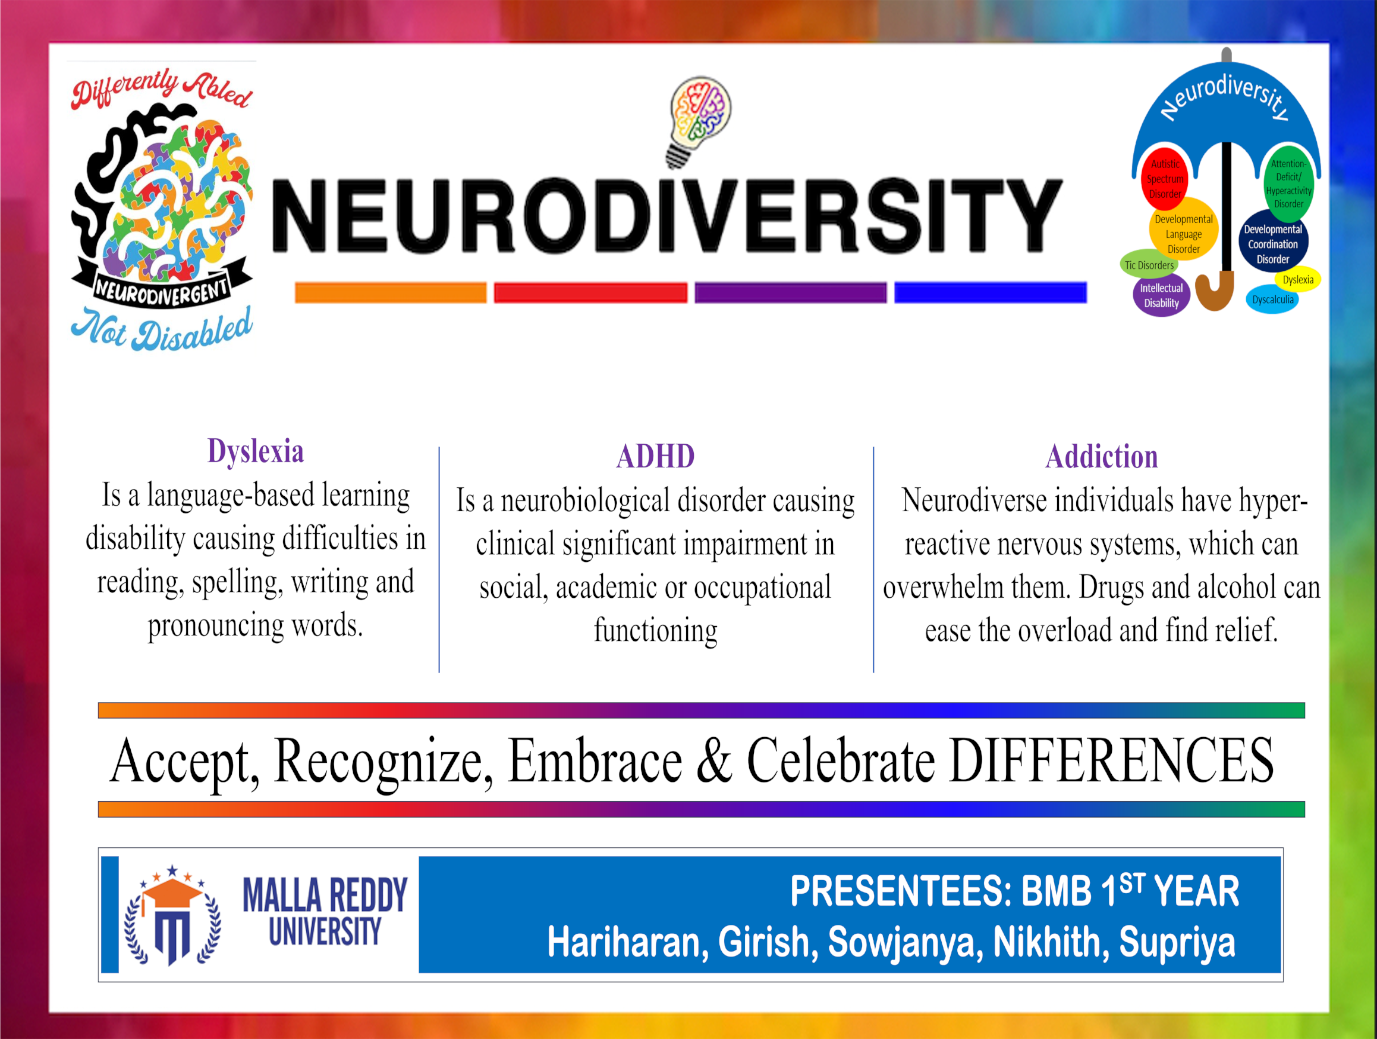 Differently Abled
NEURODIVERGENT
Not Disabled
NEURODIVERSITY
Neurodiversity
Autistic
Spectrum
Disorder
Attention-
Deficit/
Hyperactivity
Disorder
Developmental
Language
Disorder
Developmental
Coordination
Disorder
Tic Disorders
Dyslexia
Intellectual
Disability
Dyscalculia
Dyslexia
Is a language-based learning
disability causing difficulties in
reading, spelling, writing and
pronouncing words.
ADHD
Is a neurobiological disorder causing
clinical significant impairment in
social, academic or occupational
functioning
Addiction
Neurodiverse individuals have hyper-
reactive nervous systems, which can
overwhelm them. Drugs and alcohol can
ease the overload and find relief.
Accept, Recognize, Embrace & Celebrate DIFFERENCES
MALLA REDDY
UNIVERSITY
PRESENTEES: BMB 1ST YEAR
Hariharan, Girish, Sowjanya, Nikhith, Supriya